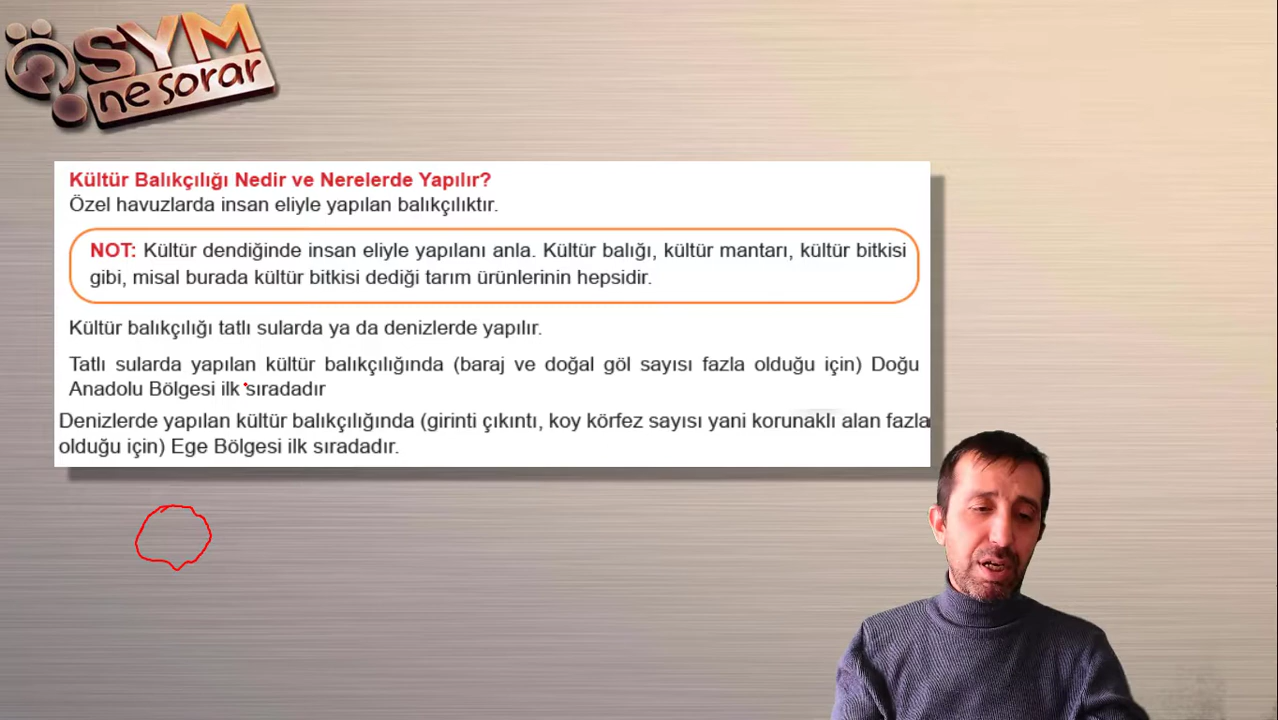 ÖSYM
ne sorar
Kültür Balıkçılığı Nedir ve Nerelerde Yapılır?
Özel havuzlarda insan eliyle yapılan balıkçılıktır.
NOT: Kültür dendiğinde insan eliyle yapılanı anla. Kültür balığı, kültür mantarı, kültür bitkisi
gibi, misal burada kültür bitkisi dediği tarım ürünlerinin hepsidir.
Kültür balıkçılığı tatlı sularda ya da denizlerde yapılır.
Tatlı sularda yapılan kültür balıkçılığında (baraj ve doğal göl sayısı fazla olduğu için) Doğu
Anadolu Bölgesi ilk sıradadır
Denizlerde yapılan kültür balıkçılığında (girinti çıkıntı, koy körfez sayısı yani korunaklı alan fazla
olduğu için) Ege Bölgesi ilk sıradadır.